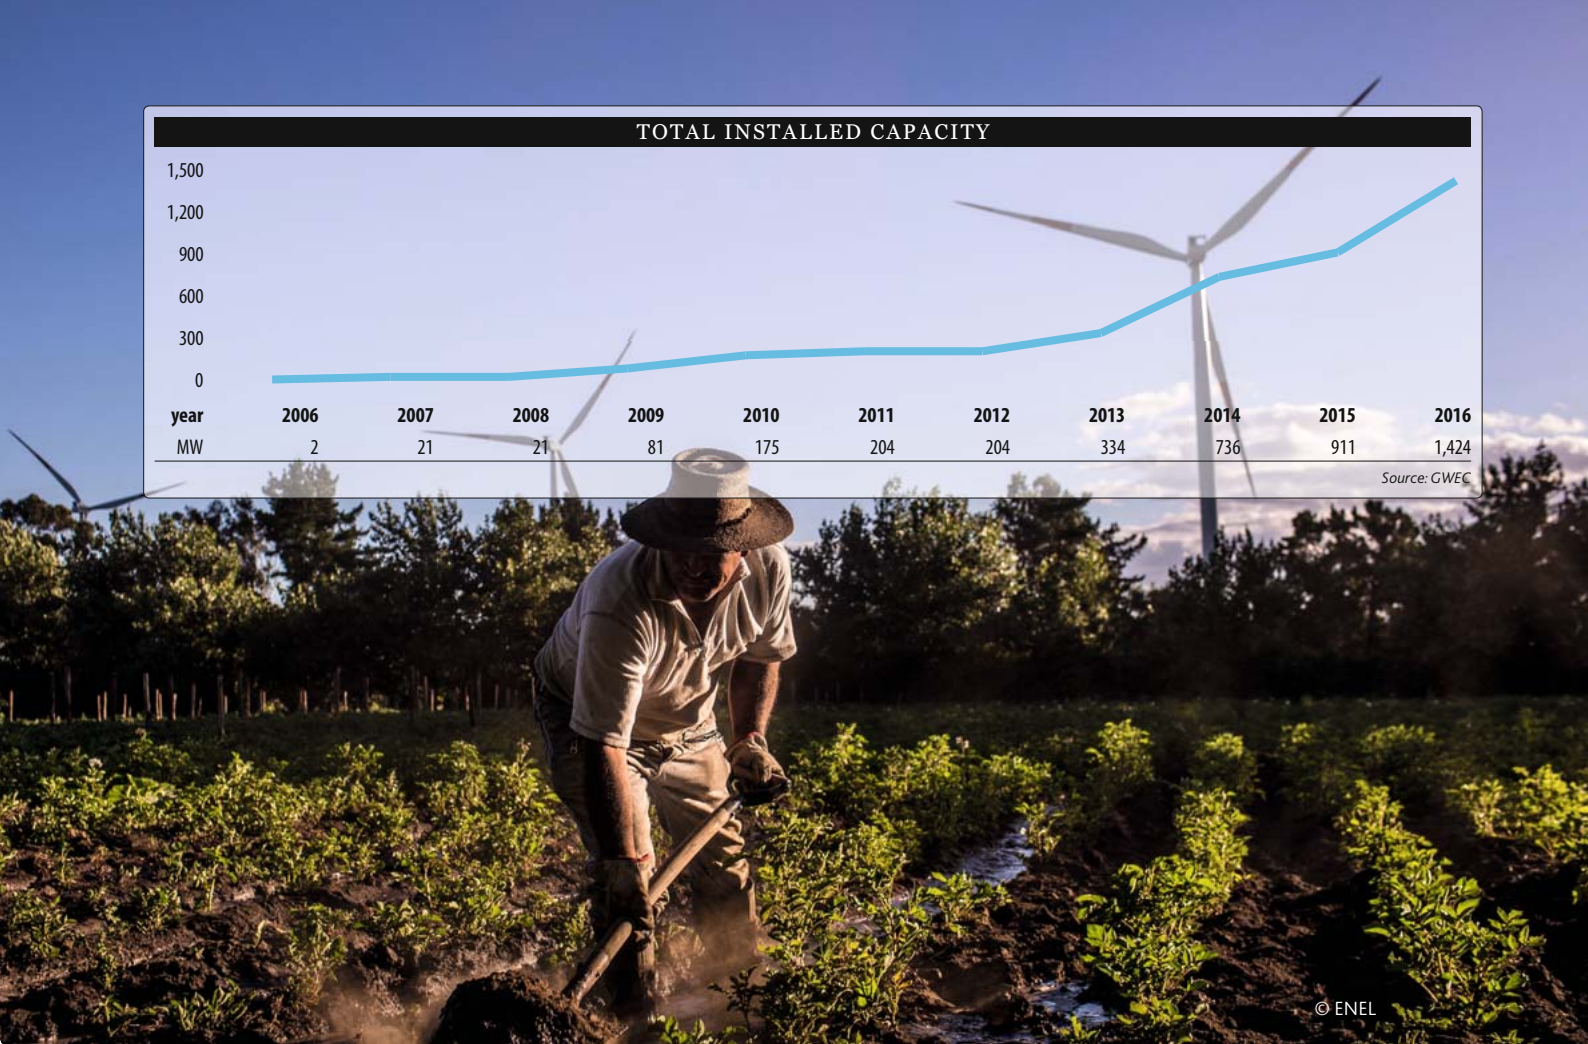 TOTAL INSTALLED CAPACITY
1,500
1,200
900
600
300
0
year 2006 2007 2008 2009 2010 2011 2012 2013 2014 2015 2016
MW 2 21 21 81 175 204 204 334 736 911 1,424
Source: GWEC
© ENEL